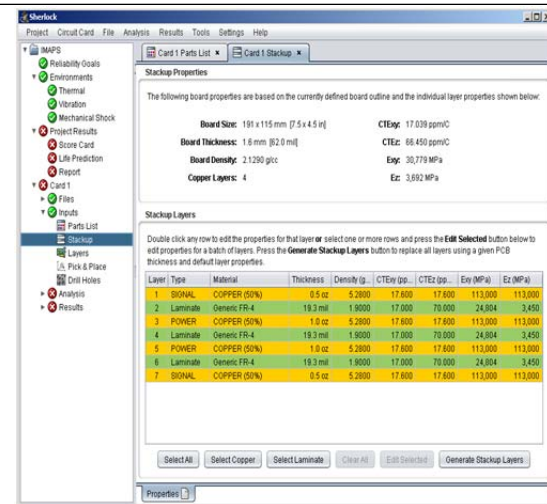 Sherlock
Project Circuit Card File Analysis Results Tools Settings Help
IMAPS
Reliability Goals
Environments
Thermal
Vibration
Mechanical Shock
Project Results
Score Card
Life Prediction
Report
Card 1
Files
Inputs
Parts List
Stackup
Layers
Pick & Place
Drill Holes
Analysis
Results
Card 1 Parts List Card 1 Stackup
Stackup Properties
The following board properties are based on the currently defined board outline and the individual layer properties shown below:
Board Size: 191 x 115 mm [7.5 x 4.5 in] CTExy: 17.039 ppm/C
Board Thickness: 1.6 mm [62.0 mil] CTEz: 66.450 ppm/C
Board Density: 2.1290 g/cc Exy: 30,779 MPa
Copper Layers: 4 Ez: 3,692 MPa
Stackup Layers
Double click any row to edit the properties for that layer or select one or more rows and press the Edit Selected button below to
edit properties for a batch of layers. Press the Generate Stackup Layers button to replace all layers using a given PCB
thickness and default layer properties.
Layer Type Material Thickness Density (g... CTExy (pp... CTEz (pp... Exy (MPa) Ez (MPa)
1 SIGNAL COPPER (50%) 0.5 oz 5.2800 17.600 17.600 113,000 113,000
2 Laminate Generic FR-4 19.3 mil 1.9000 17.000 70.000 24,804 3,450
3 POWER COPPER (50%) 1.0 oz 5.2800 17.600 17.600 113,000 113,000
4 Laminate Generic FR-4 19.3 mil 1.9000 17.000 70.000 24,804 3,450
5 POWER COPPER (50%) 1.0 oz 5.2800 17.600 17.600 113,000 113,000
6 Laminate Generic FR-4 19.3 mil 1.9000 17.000 70.000 24,804 3,450
7 SIGNAL COPPER (50%) 0.5 oz 5.2800 17.600 17.600 113,000 113,000
Select All Select Copper Select Laminate Clear All Edit Selected Generate Stackup Layers
Properties